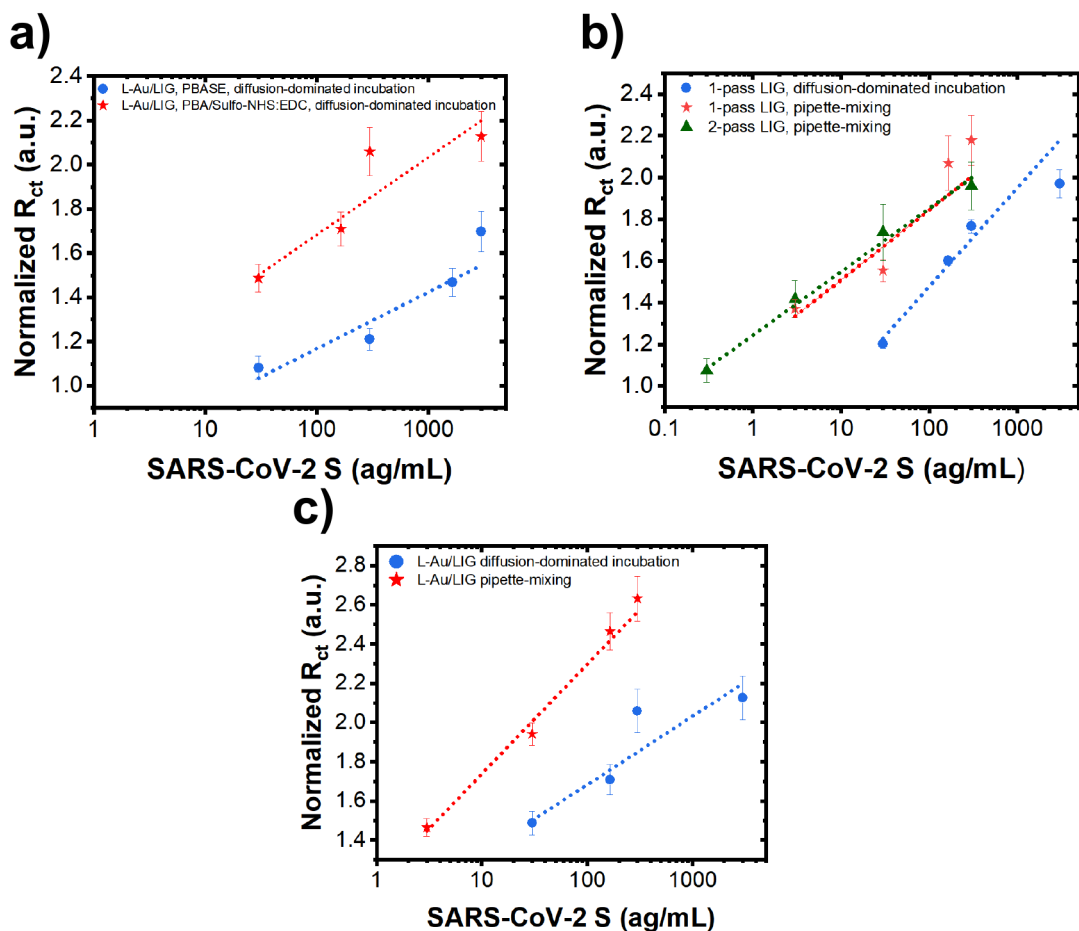 a)
Normalized Rct (a.u.)
2.4
2.2
2.0
1.8
1.6
1.4
1.2
1.0
L-Au/LIG, PBASE, diffusion-dominated incubation
L-Au/LIG, PBA/Sulfo-NHS:EDC, diffusion-dominated incubation
1
10
100
1000
SARS-CoV-2 S (ag/mL)
b)
Normalized Rct (a.u.)
2.4
2.2
2.0
1.8
1.6
1.4
1.2
1.0
1-pass LIG, diffusion-dominated incubation
1-pass LIG, pipette-mixing
2-pass LIG, pipette-mixing
0.1
1
10
100
1000
SARS-CoV-2 S (ag/mL)
c)
Normalized Rct (a.u.)
2.8
2.6
2.4
2.2
2.0
1.8
1.6
1.4
L-Au/LIG diffusion-dominated incubation
L-Au/LIG pipette-mixing
1
10
100
1000
SARS-CoV-2 S (ag/mL)